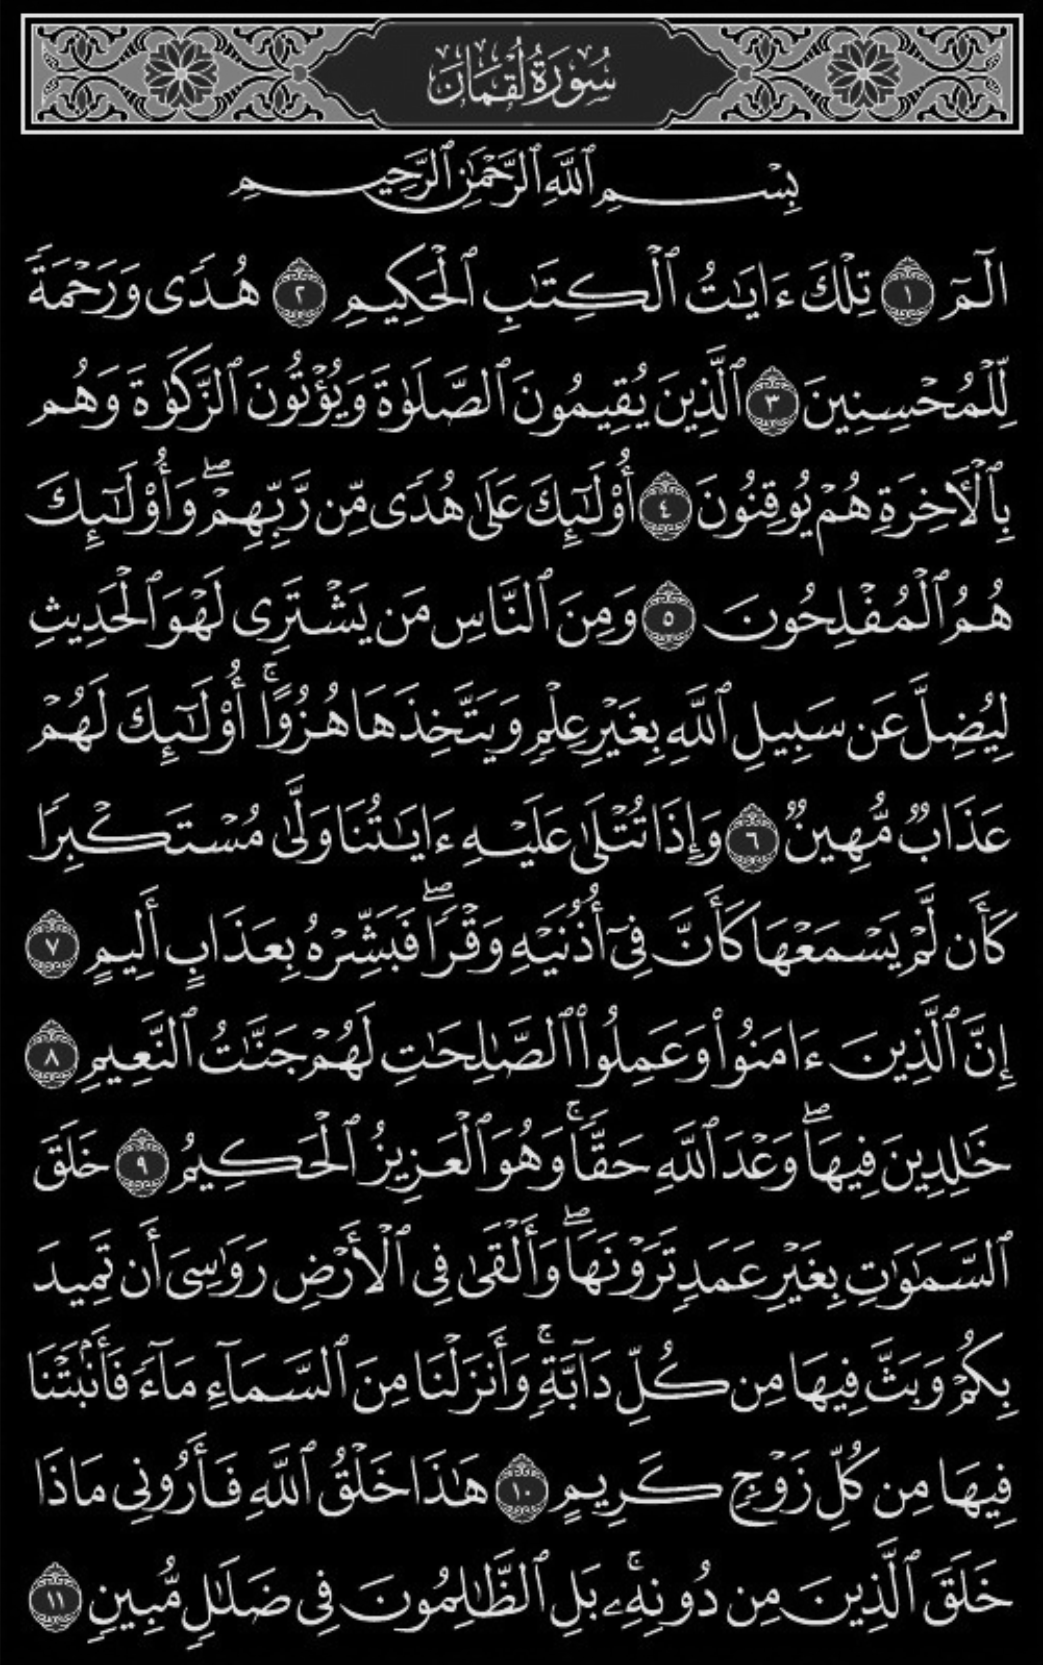 سُورَةُ لُقْمَان
بِسْمِ ٱللَّهِ ٱلرَّحْمَٰنِ ٱلرَّحِيمِ
الٓمٓ ١ تِلْكَ ءَايَٰتُ ٱلْكِتَٰبِ ٱلْحَكِيمِ ٢ هُدًى وَرَحْمَةً
لِّلْمُحْسِنِينَ ٣ ٱلَّذِينَ يُقِيمُونَ ٱلصَّلَوٰةَ وَيُؤْتُونَ ٱلزَّكَوٰةَ وَهُم
بِٱلْأَخِرَةِ هُمْ يُوقِنُونَ ٤ أُوْلَٰٓئِكَ عَلَىٰ هُدًى مِّن رَّبِّهِمْۖ وَأُوْلَٰٓئِكَ
هُمُ ٱلْمُفْلِحُونَ ٥ وَمِنَ ٱلنَّاسِ مَن يَشْتَرِى لَهْوَ ٱلْحَدِيثِ
لِيُضِلَّ عَن سَبِيلِ ٱللَّهِ بِغَيْرِ عِلْمٍ وَيَتَّخِذَهَا هُزُوًاۚ أُوْلَٰٓئِكَ لَهُمْ
عَذَابٌ مُّهِينٌ ٦ وَإِذَا تُتْلَىٰ عَلَيْهِ ءَايَٰتُنَا وَلَّىٰ مُسْتَكْبِرًا
كَأَن لَّمْ يَسْمَعْهَا كَأَنَّ فِىٓ أُذُنَيْهِ وَقْرًاۖ فَبَشِّرْهُ بِعَذَابٍ أَلِيمٍ ٧
إِنَّ ٱلَّذِينَ ءَامَنُوا۟ وَعَمِلُوا۟ ٱلصَّٰلِحَٰتِ لَهُمْ جَنَّٰتُ ٱلنَّعِيمِ ٨
خَٰلِدِينَ فِيهَاۖ وَعْدَ ٱللَّهِ حَقًّاۚ وَهُوَ ٱلْعَزِيزُ ٱلْحَكِيمُ ٩ خَلَقَ
ٱلسَّمَٰوَٰتِ بِغَيْرِ عَمَدٍ تَرَوْنَهَاۖ وَأَلْقَىٰ فِى ٱلْأَرْضِ رَوَٰسِىَ أَن تَمِيدَ
بِكُمْ وَبَثَّ فِيهَا مِن كُلِّ دَآبَّةٍۚ وَأَنزَلْنَا مِنَ ٱلسَّمَآءِ مَآءً فَأَنۢبَتْنَا
فِيهَا مِن كُلِّ زَوْجٍ كَرِيمٍ ١٠ هَٰذَا خَلْقُ ٱللَّهِ فَأَرُونِى مَاذَا
خَلَقَ ٱلَّذِينَ مِن دُونِهِۦۚ بَلِ ٱلظَّٰلِمُونَ فِى ضَلَٰلٍ مُّبِينٍ ١١